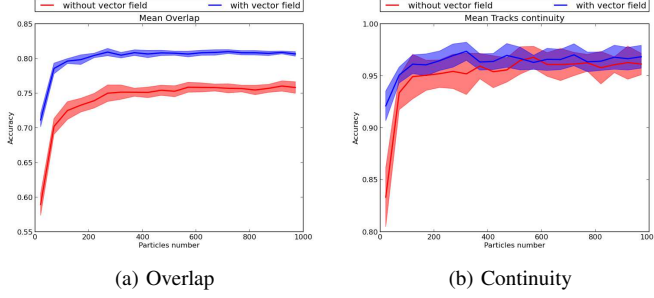 without vector field with vector field
Mean Overlap
0.85
0.80
0.75
0.70
0.65
0.60
0.55
Accuracy
0 200 400 600 800 1000
Particles number
(a) Overlap
without vector field with vector field
Mean Tracks continuity
1.00
0.95
0.90
0.85
0.80
Accuracy
0 200 400 600 800 1000
Particles number
(b) Continuity